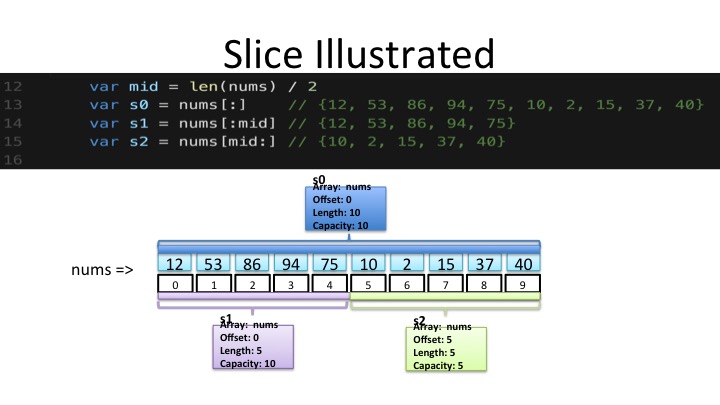 Slice Illustrated
12
13
14
15
16
var mid = len(nums) / 2
var s0 = nums[:] // {12, 53, 86, 94, 75, 10, 2, 15, 37, 40}
var s1 = nums[:mid] // {12, 53, 86, 94, 75}
var s2 = nums[mid:] // {10, 2, 15, 37, 40}
s0
Array: nums
Offset: 0
Length: 10
Capacity: 10
nums =>
12 53 86 94 75 10 2 15 37 40
0 1 2 3 4 5 6 7 8 9
s1
Array: nums
Offset: 0
Length: 5
Capacity: 10
s2
Array: nums
Offset: 5
Length: 5
Capacity: 5